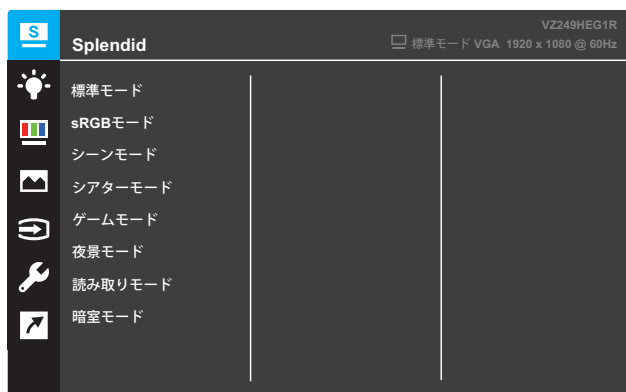 S
VZ249HEG1R
Splendid
標準モード VGA 1920 x 1080 @ 60Hz
標準モード
sRGBモード
シーンモード
シアターモード
ゲームモード
夜景モード
読み取りモード
暗室モード